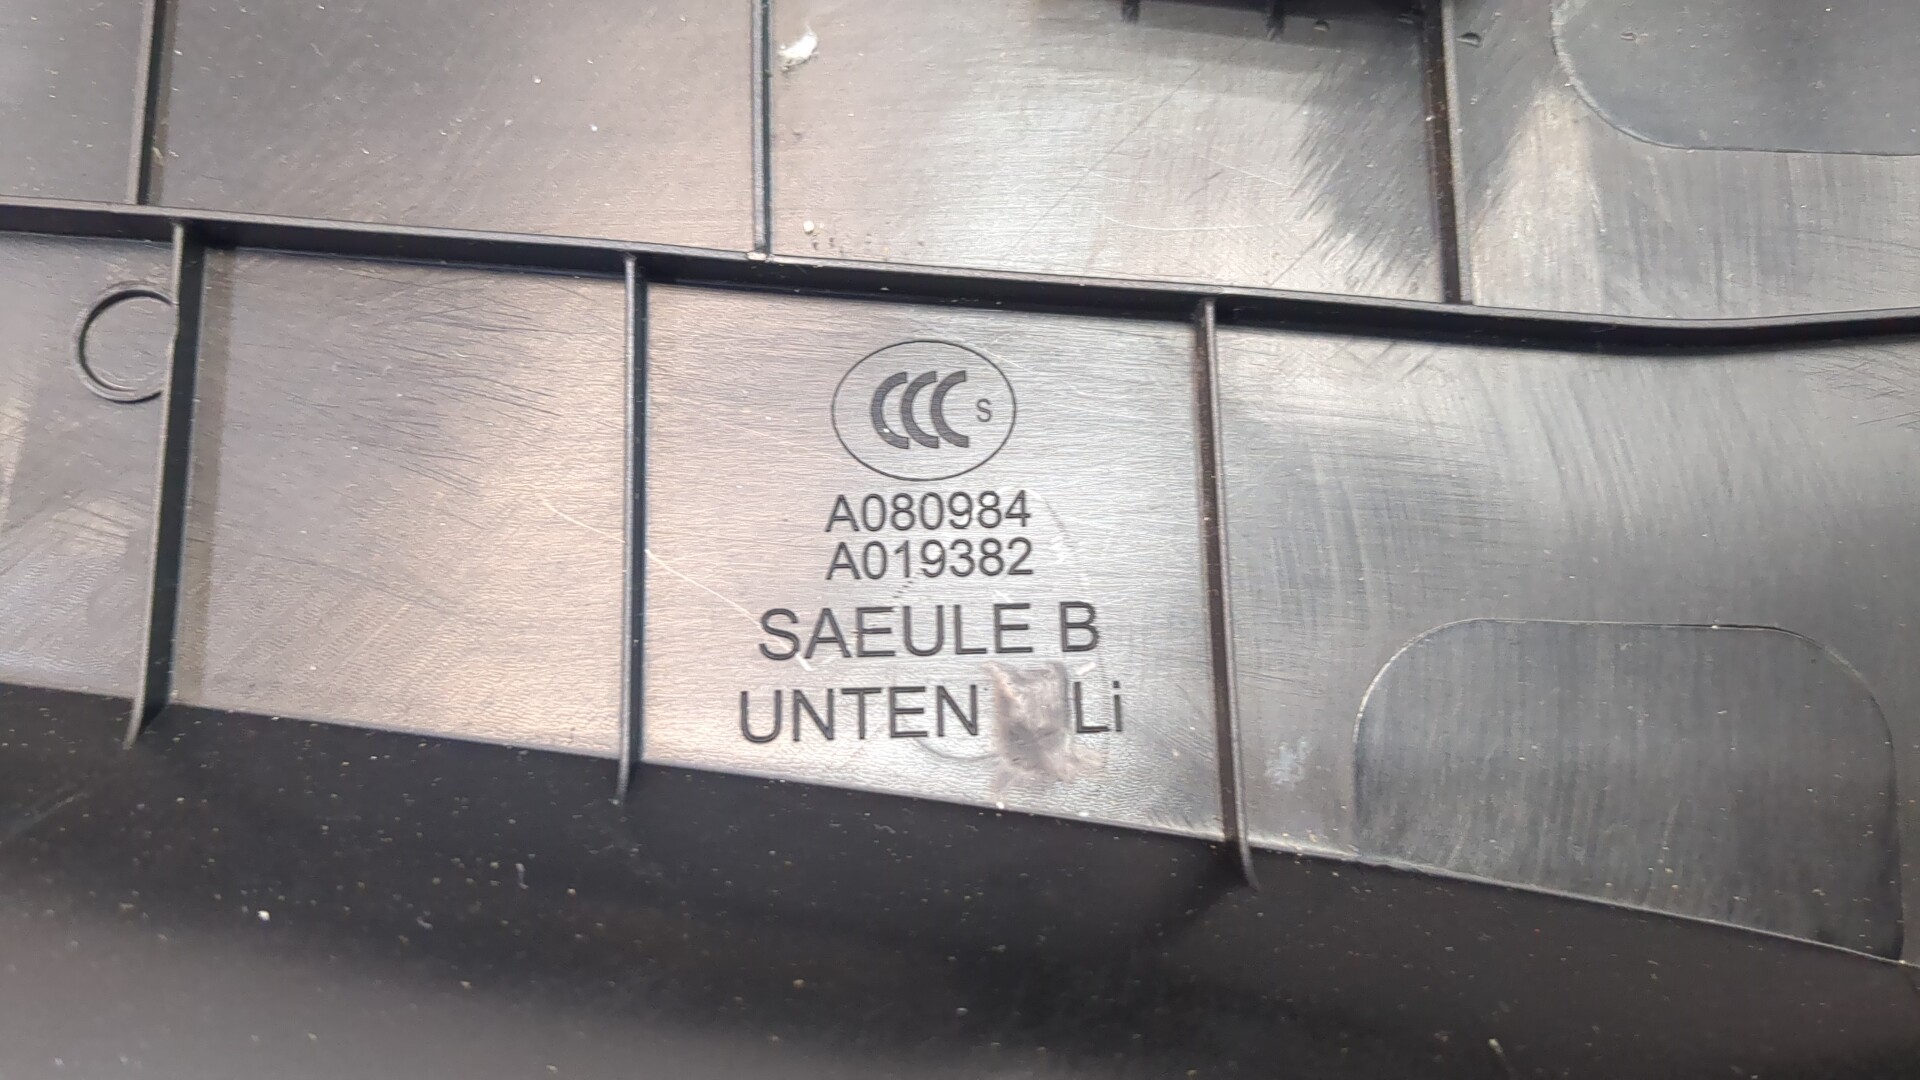 CCC S
A080984
A019382
SAEULE B
UNTEN Li